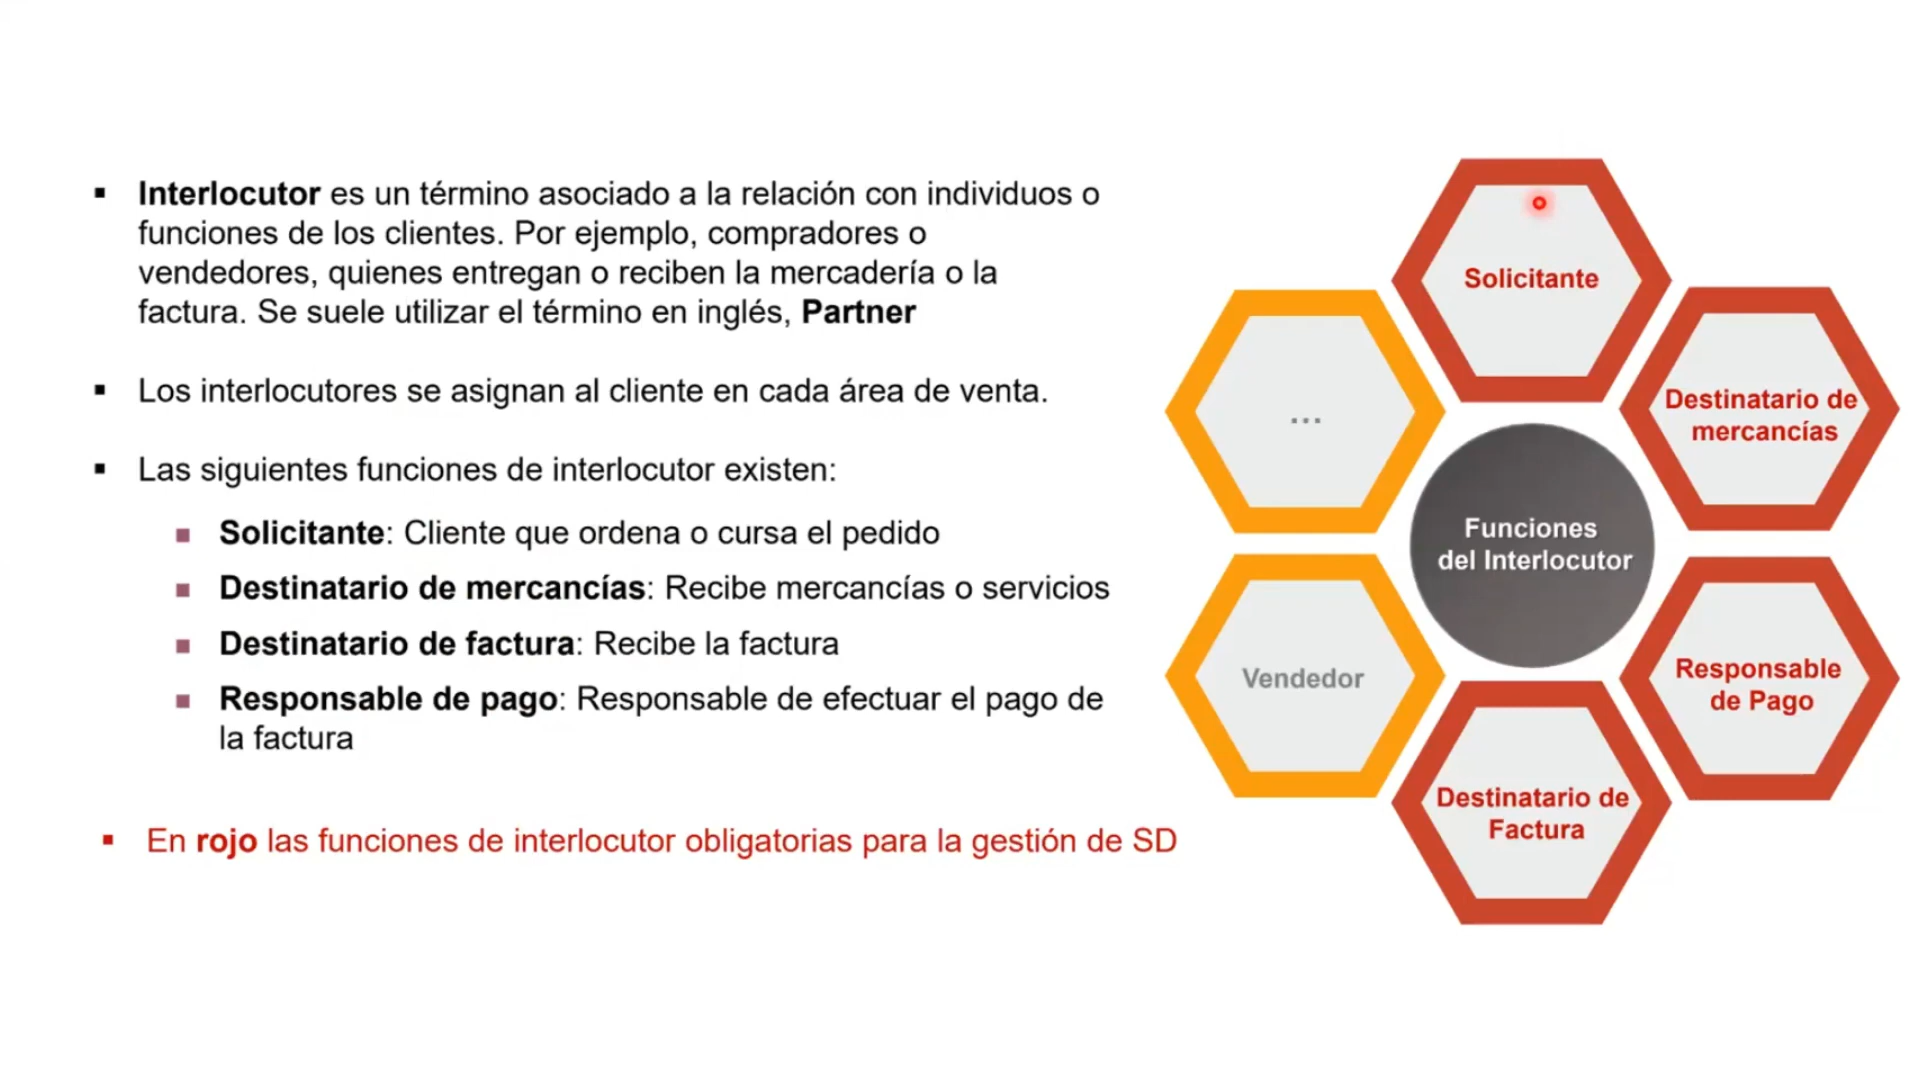 Interlocutor es un término asociado a la relación con individuos o
funciones de los clientes. Por ejemplo, compradores o
vendedores, quienes entregan o reciben la mercadería o la
factura. Se suele utilizar el término en inglés, Partner
Los interlocutores se asignan al cliente en cada área de venta.
Las siguientes funciones de interlocutor existen:
Solicitante: Cliente que ordena o cursa el pedido
Destinatario de mercancías: Recibe mercancías o servicios
Destinatario de factura: Recibe la factura
Responsable de pago: Responsable de efectuar el pago de
la factura
En rojo las funciones de interlocutor obligatorias para la gestión de SD
Solicitante
Destinatario de
mercancías
...
Funciones
del Interlocutor
Vendedor
Responsable
de Pago
Destinatario de
Factura